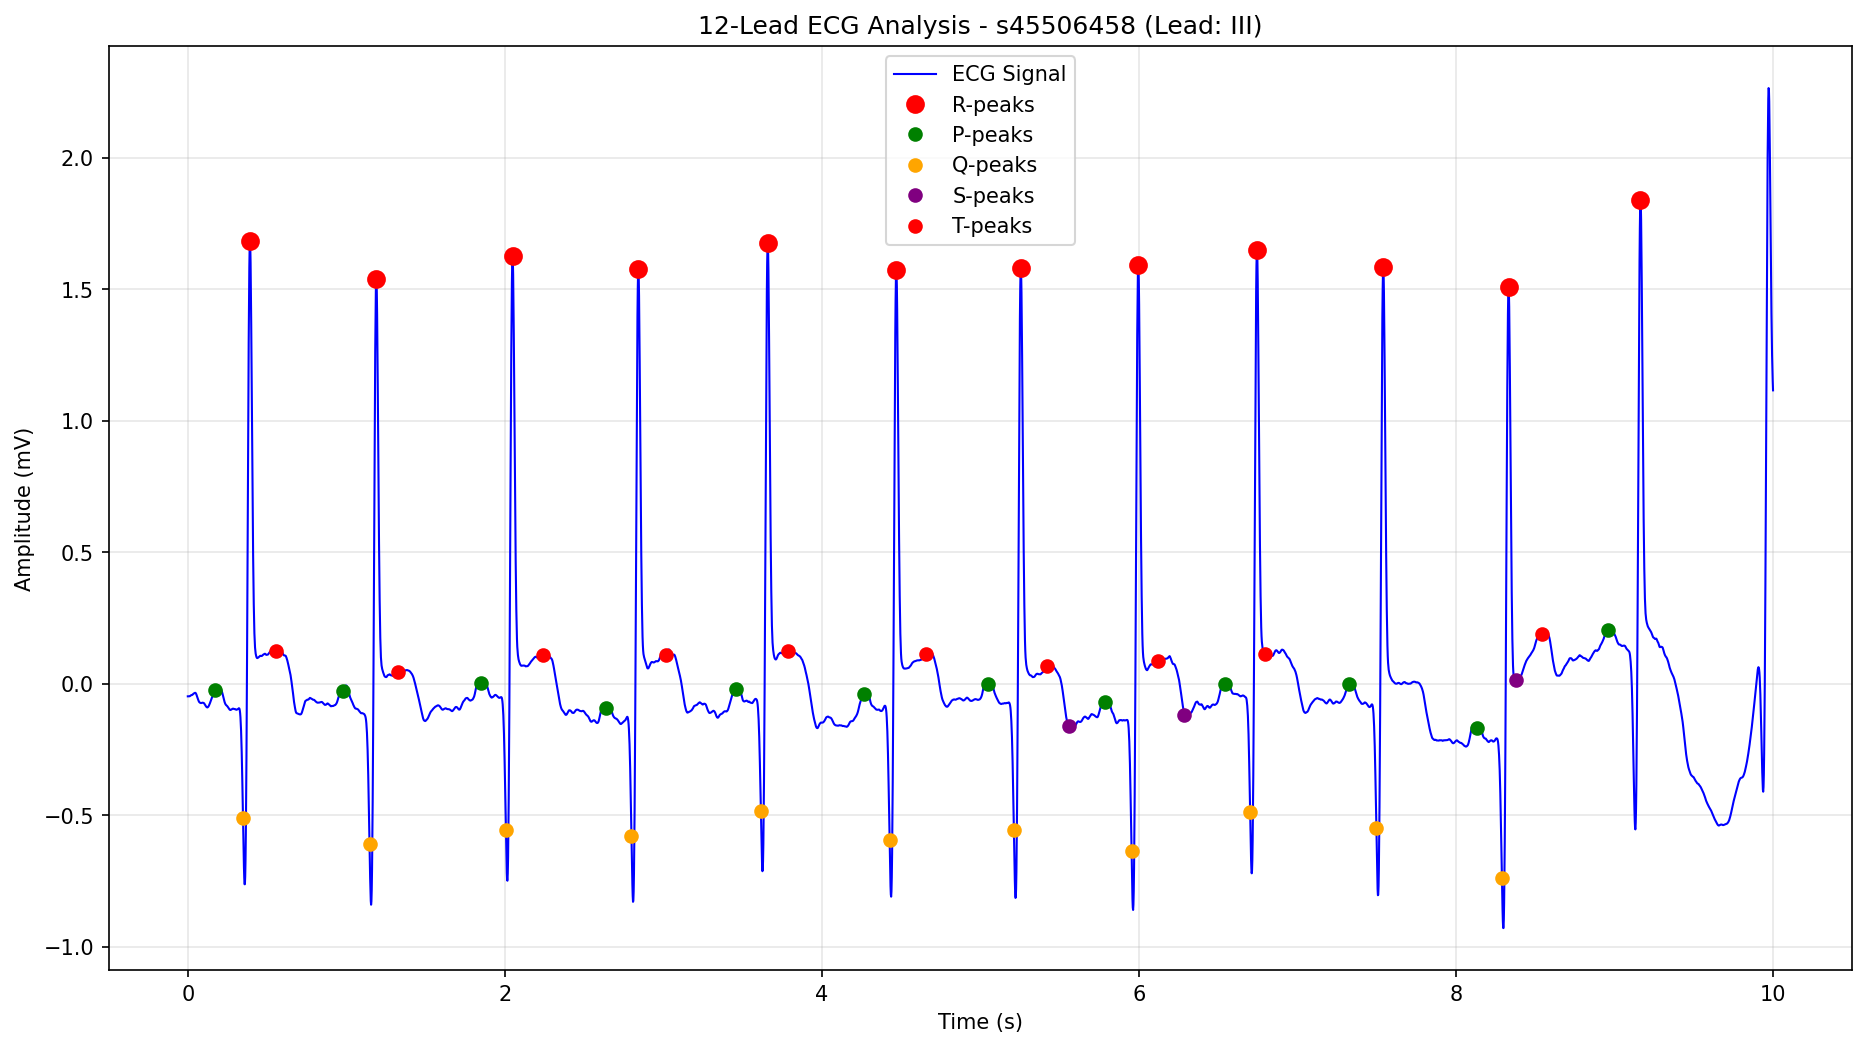 12-Lead ECG Analysis - s45506458 (Lead: III)
ECG Signal
R-peaks
P-peaks
Q-peaks
S-peaks
T-peaks
Amplitude (mV)
2.0
1.5
1.0
0.5
0.0
−0.5
−1.0
0 2 4 6 8 10
Time (s)